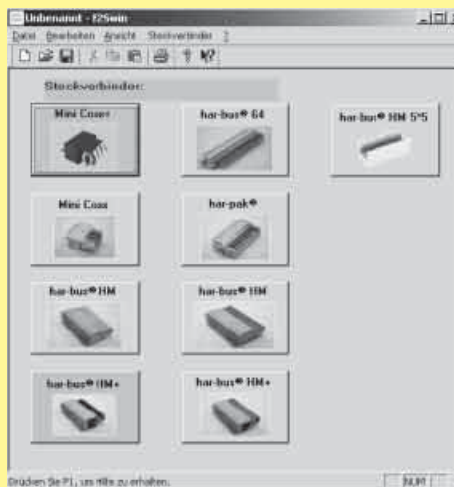 Unbenannt - f2Swin
Datei Bearbeiten Ansicht Steckverbinder ?
Steckverbinder:
Mini Coax
har-bus® 64
har-bus® HM 5*5
Mini Coax
har-pak®
har-bus® HM
har-bus® HM
har-bus® HM+
har-bus® HM+
Drücken Sie F1, um Hilfe zu erhalten.
NUM